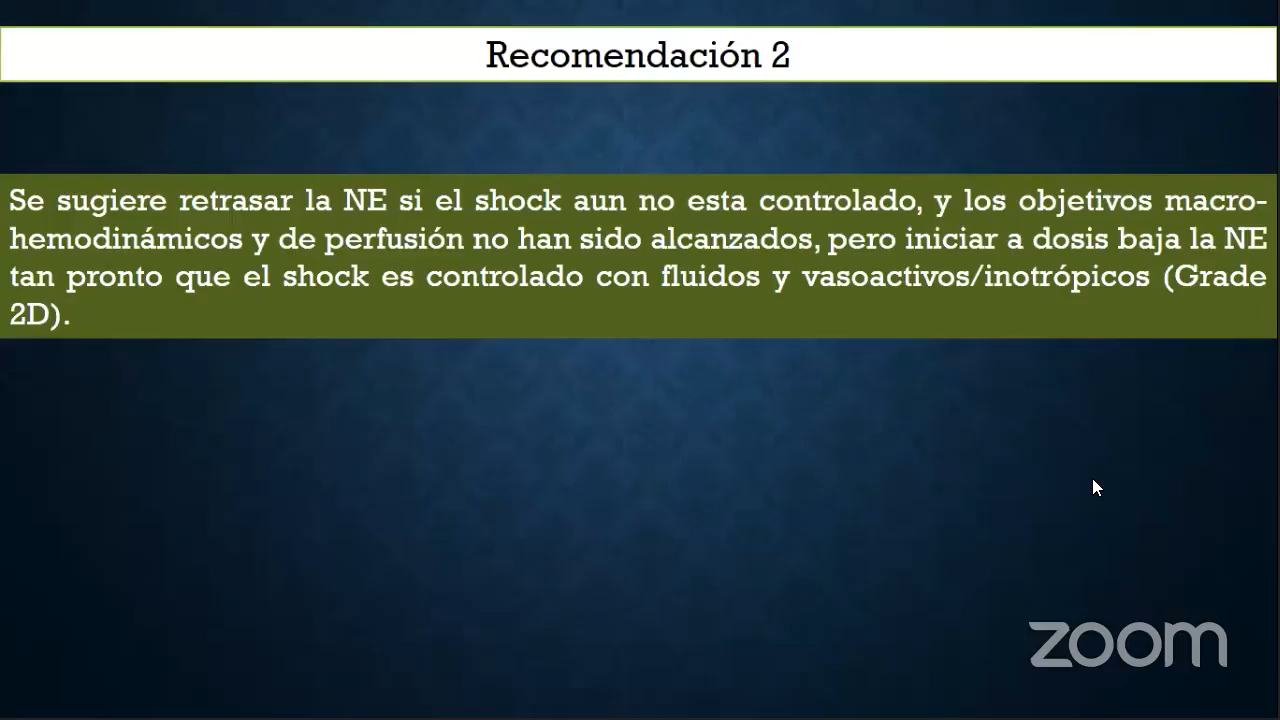 Recomendación 2
Se sugiere retrasar la NE si el shock aun no esta controlado, y los objetivos macro-
hemodinámicos y de perfusión no han sido alcanzados, pero iniciar a dosis baja la NE
tan pronto que el shock es controlado con fluidos y vasoactivos/inotrópicos (Grade
2D).
zoom